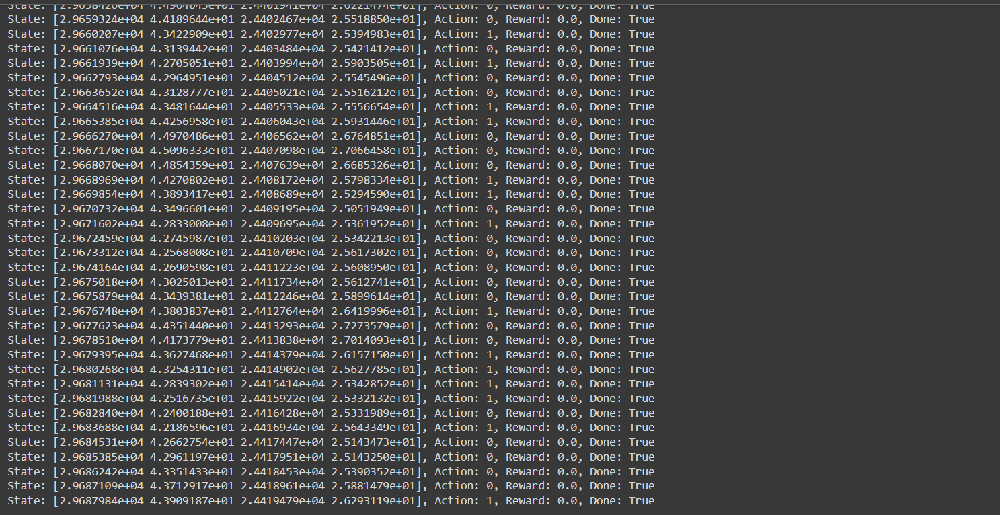 State: [2.9658426e+04 4.4964043e+01 2.4401941e+04 2.6221474e+01], Action: 0, Reward: 0.0, Done: True
State: [2.9659324e+04 4.4189644e+01 2.4402467e+04 2.5518850e+01], Action: 0, Reward: 0.0, Done: True
State: [2.9660207e+04 4.3422909e+01 2.4402977e+04 2.5394983e+01], Action: 1, Reward: 0.0, Done: True
State: [2.9661076e+04 4.3139442e+01 2.4403484e+04 2.5421412e+01], Action: 0, Reward: 0.0, Done: True
State: [2.9661939e+04 4.2705051e+01 2.4403994e+04 2.5903505e+01], Action: 1, Reward: 0.0, Done: True
State: [2.9662793e+04 4.2964951e+01 2.4404512e+04 2.5545496e+01], Action: 0, Reward: 0.0, Done: True
State: [2.9663652e+04 4.3128777e+01 2.4405021e+04 2.5516212e+01], Action: 0, Reward: 0.0, Done: True
State: [2.9664516e+04 4.3481644e+01 2.4405533e+04 2.5556654e+01], Action: 1, Reward: 0.0, Done: True
State: [2.9665385e+04 4.4256958e+01 2.4406043e+04 2.5931446e+01], Action: 1, Reward: 0.0, Done: True
State: [2.9666270e+04 4.4970486e+01 2.4406562e+04 2.6764851e+01], Action: 0, Reward: 0.0, Done: True
State: [2.9667170e+04 4.5096333e+01 2.4407098e+04 2.7066458e+01], Action: 0, Reward: 0.0, Done: True
State: [2.9668070e+04 4.4854359e+01 2.4407639e+04 2.6685326e+01], Action: 0, Reward: 0.0, Done: True
State: [2.9668969e+04 4.4270802e+01 2.4408172e+04 2.5798334e+01], Action: 1, Reward: 0.0, Done: True
State: [2.9669854e+04 4.3893417e+01 2.4408689e+04 2.5294590e+01], Action: 1, Reward: 0.0, Done: True
State: [2.9670732e+04 4.3496601e+01 2.4409195e+04 2.5051949e+01], Action: 0, Reward: 0.0, Done: True
State: [2.9671602e+04 4.2833008e+01 2.4409695e+04 2.5361952e+01], Action: 1, Reward: 0.0, Done: True
State: [2.9672459e+04 4.2745987e+01 2.4410203e+04 2.5342213e+01], Action: 0, Reward: 0.0, Done: True
State: [2.9673312e+04 4.2568008e+01 2.4410709e+04 2.5617302e+01], Action: 0, Reward: 0.0, Done: True
State: [2.9674164e+04 4.2690598e+01 2.4411223e+04 2.5608950e+01], Action: 0, Reward: 0.0, Done: True
State: [2.9675018e+04 4.3025013e+01 2.4411734e+04 2.5612741e+01], Action: 0, Reward: 0.0, Done: True
State: [2.9675879e+04 4.3439381e+01 2.4412246e+04 2.5899614e+01], Action: 0, Reward: 0.0, Done: True
State: [2.9676748e+04 4.3803837e+01 2.4412764e+04 2.6419996e+01], Action: 1, Reward: 0.0, Done: True
State: [2.9677623e+04 4.4351440e+01 2.4413293e+04 2.7273579e+01], Action: 0, Reward: 0.0, Done: True
State: [2.9678510e+04 4.4173779e+01 2.4413838e+04 2.7014093e+01], Action: 0, Reward: 0.0, Done: True
State: [2.9679395e+04 4.3627468e+01 2.4414379e+04 2.6157150e+01], Action: 1, Reward: 0.0, Done: True
State: [2.9680268e+04 4.3254311e+01 2.4414902e+04 2.5627785e+01], Action: 1, Reward: 0.0, Done: True
State: [2.9681131e+04 4.2839302e+01 2.4415414e+04 2.5342852e+01], Action: 1, Reward: 0.0, Done: True
State: [2.9681988e+04 4.2516735e+01 2.4415922e+04 2.5332132e+01], Action: 1, Reward: 0.0, Done: True
State: [2.9682840e+04 4.2400188e+01 2.4416428e+04 2.5331989e+01], Action: 0, Reward: 0.0, Done: True
State: [2.9683688e+04 4.2186596e+01 2.4416934e+04 2.5643349e+01], Action: 1, Reward: 0.0, Done: True
State: [2.9684531e+04 4.2662754e+01 2.4417447e+04 2.5143473e+01], Action: 0, Reward: 0.0, Done: True
State: [2.9685385e+04 4.2961197e+01 2.4417951e+04 2.5143250e+01], Action: 0, Reward: 0.0, Done: True
State: [2.9686242e+04 4.3351433e+01 2.4418453e+04 2.5390352e+01], Action: 0, Reward: 0.0, Done: True
State: [2.9687109e+04 4.3712917e+01 2.4418961e+04 2.5881479e+01], Action: 0, Reward: 0.0, Done: True
State: [2.9687984e+04 4.3909187e+01 2.4419479e+04 2.6293119e+01], Action: 1, Reward: 0.0, Done: True